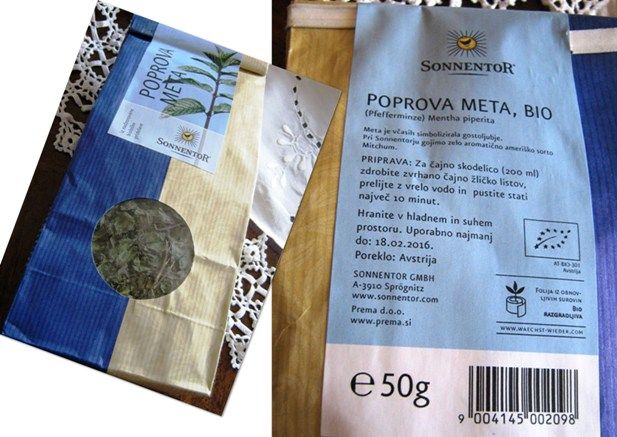 POPROVA
META
SONNENTOR
SONNENTOR
POPROVA META, BIO
(Pfefferminze) Mentha piperita
Meta je včasih simbolizirala gostoljubje.
Pri Sonnentorju gojimo zelo aromatično ameriško sorto
Mitchum.
PRIPRAVA: Za čajno skodelico (200 ml)
zdrobite zvrhano čajno žličko listov,
prelijte z vrelo vodo in pustite stati
največ 10 minut.
Hranite v hladnem in suhem
prostoru. Uporabno najmanj
do: 18.02.2016.
Poreklo: Avstrija
AT-BIO-301
Avstrija
SONNENTOR GMBH
A-3910 Sprögnitz
www.sonnentor.com
Prema d.o.o.
www.prema.si
FOLIJA IZ OBNOV-
LJIVIH SUROVIN
BIO
RAZGRADLJIVA
WWW.WAECHST-WIEDER.COM
e 50g
9 004145 002098